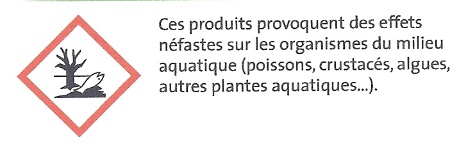 Ces produits provoquent des effets
néfastes sur les organismes du milieu
aquatique (poissons, crustacés, algues,
autres plantes aquatiques...).